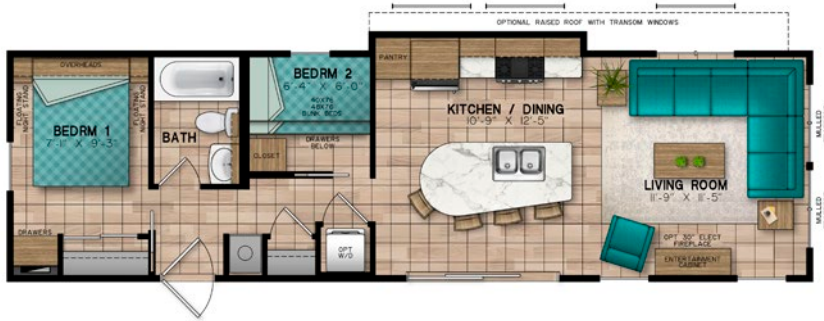 OPTIONAL RAISED ROOF WITH TRANSOM WINDOWS
OVERHEADS
FLOATING
NIGHT STAND
BEDRM 1
7'-1" X 9'-3"
FLOATING
NIGHT STAND
DRAWERS
BATH
BEDRM 2
6'-4" X 6'-0"
40X76
48X76
BUNK BEDS
DRAWERS
BELOW
CLOSET
OPT
W/D
PANTRY
KITCHEN / DINING
10'-9" X 12'-5"
LIVING ROOM
11'-9" X 11'-5"
OPT 30" ELECT
FIREPLACE
ENTERTAINMENT
CABINET
MULLED
MULLED